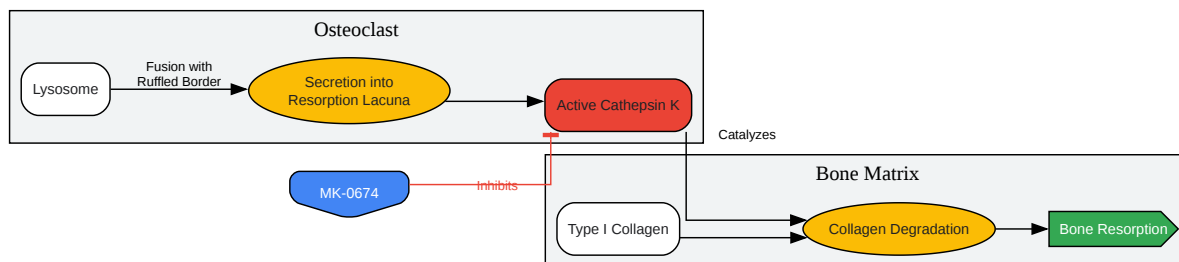 Osteoclast
Lysosome
Fusion with
Ruffled Border
Secretion into
Resorption Lacuna
Active Cathepsin K
Catalyzes
MK-0674
Inhibits
Bone Matrix
Type I Collagen
Collagen Degradation
Bone Resorption